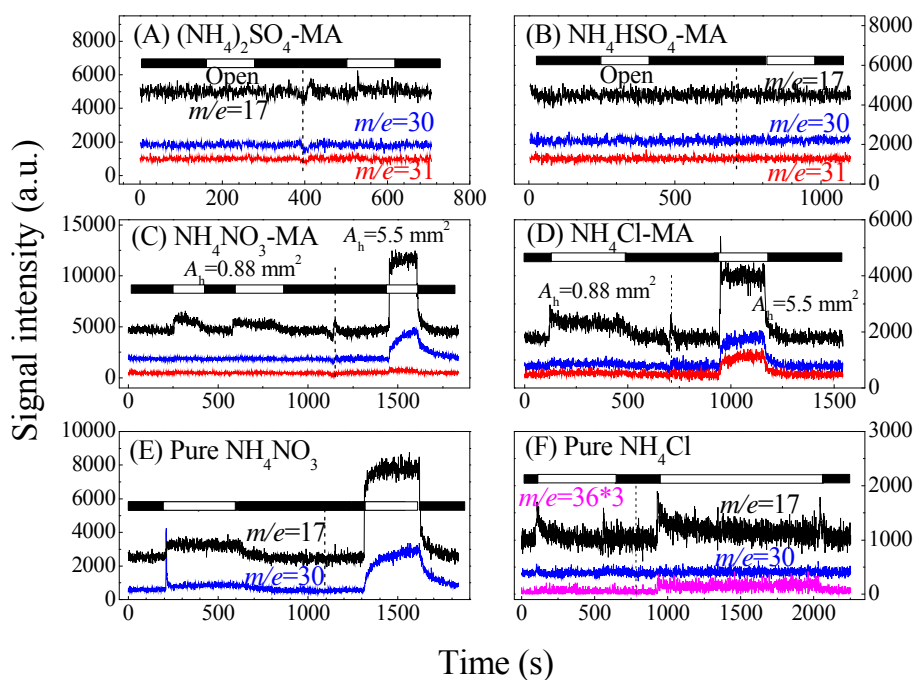 Signal intensity (a.u.)
(A) (NH₄)₂SO₄-MA
8000
6000
4000
2000
0
Open
m/e=17
m/e=30
m/e=31
0 200 400 600 800
(B) NH₄HSO₄-MA
8000
6000
4000
2000
0
Open
m/e=17
m/e=30
m/e=31
0 500 1000
(C) NH₄NO₃-MA
15000
10000
5000
0
Aₕ=0.88 mm²
Aₕ=5.5 mm²
0 500 1000 1500
(D) NH₄Cl-MA
6000
4000
2000
0
Aₕ=0.88 mm²
Aₕ=5.5 mm²
0 500 1000 1500
(E) Pure NH₄NO₃
10000
8000
6000
4000
2000
0
m/e=17
m/e=30
0 500 1000 1500
(F) Pure NH₄Cl
3000
2000
1000
0
m/e=36*3
m/e=17
m/e=30
0 500 1000 1500 2000
Time (s)